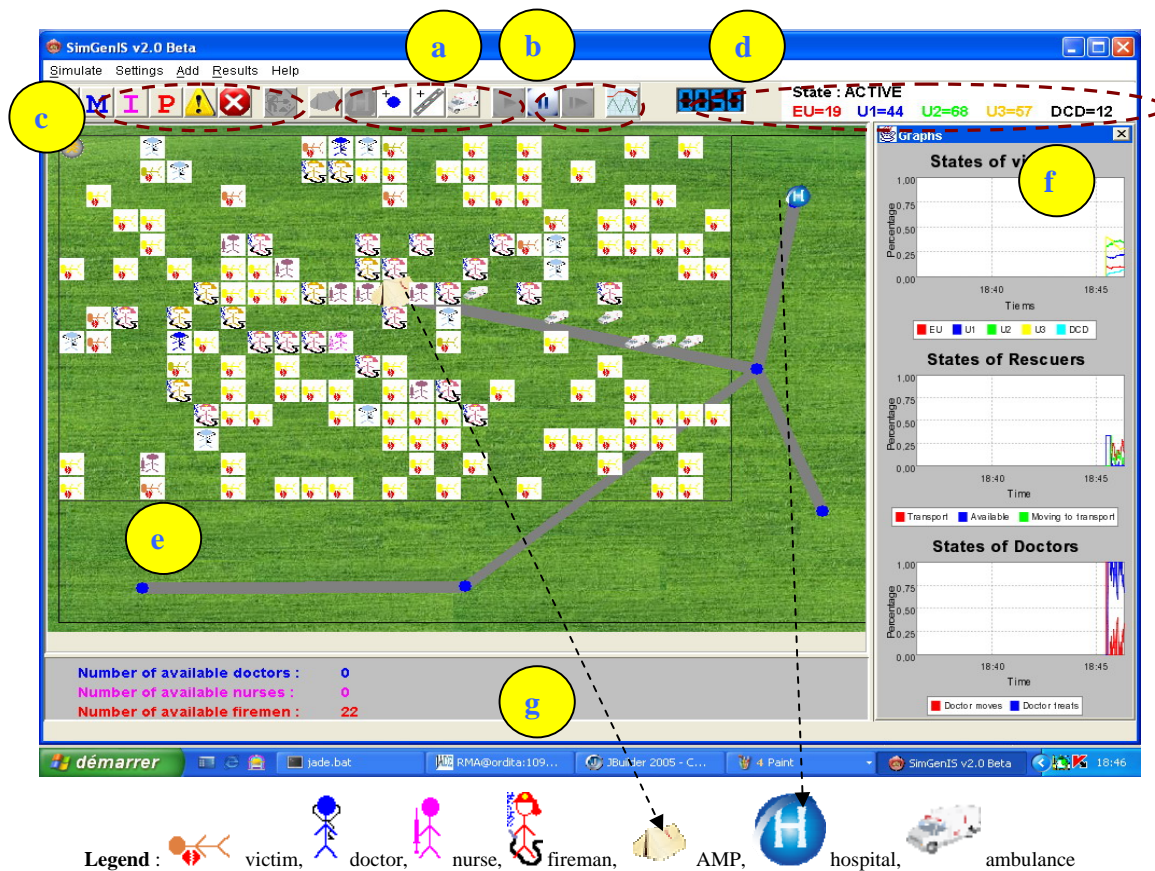 SimGenIS v2.0 Beta
a
b
d
Simulate Settings Add Results Help
M I P
State : ACTIVE
EU=19 U1=44 U2=68 U3=57 DCD=12
c
Graphs
States of vi
f
1.00
0.75
0.50
0.25
0.00
Percentage
18:40 18:45
Tiems
EU U1 U2 U3 DCD
States of Rescuers
1.00
0.75
0.50
0.25
0.00
Percentage
18:40 18:45
Time
Transport Available Moving to transport
States of Doctors
1.00
0.75
0.50
0.25
0.00
Percentage
18:40 18:45
Time
Doctor moves Doctor treats
H
e
Number of available doctors : 0
Number of available nurses : 0
Number of available firemen : 22
g
démarrer jade.bat RMA@ordita:109... JBuilder 2005 - C... 4 Paint SimGenIS v2.0 Beta 18:46
Legend : victim, doctor, nurse, fireman, AMP, H hospital, ambulance